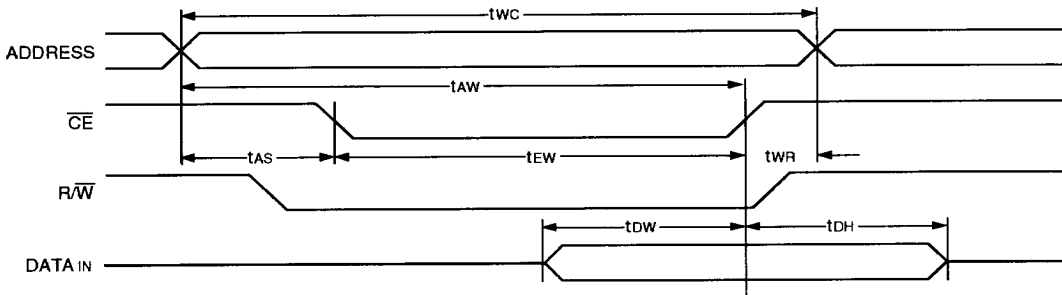 tWC
ADDRESS
tAW
CE
tAS tEW tWR
R/W
tDW tDH
DATA IN